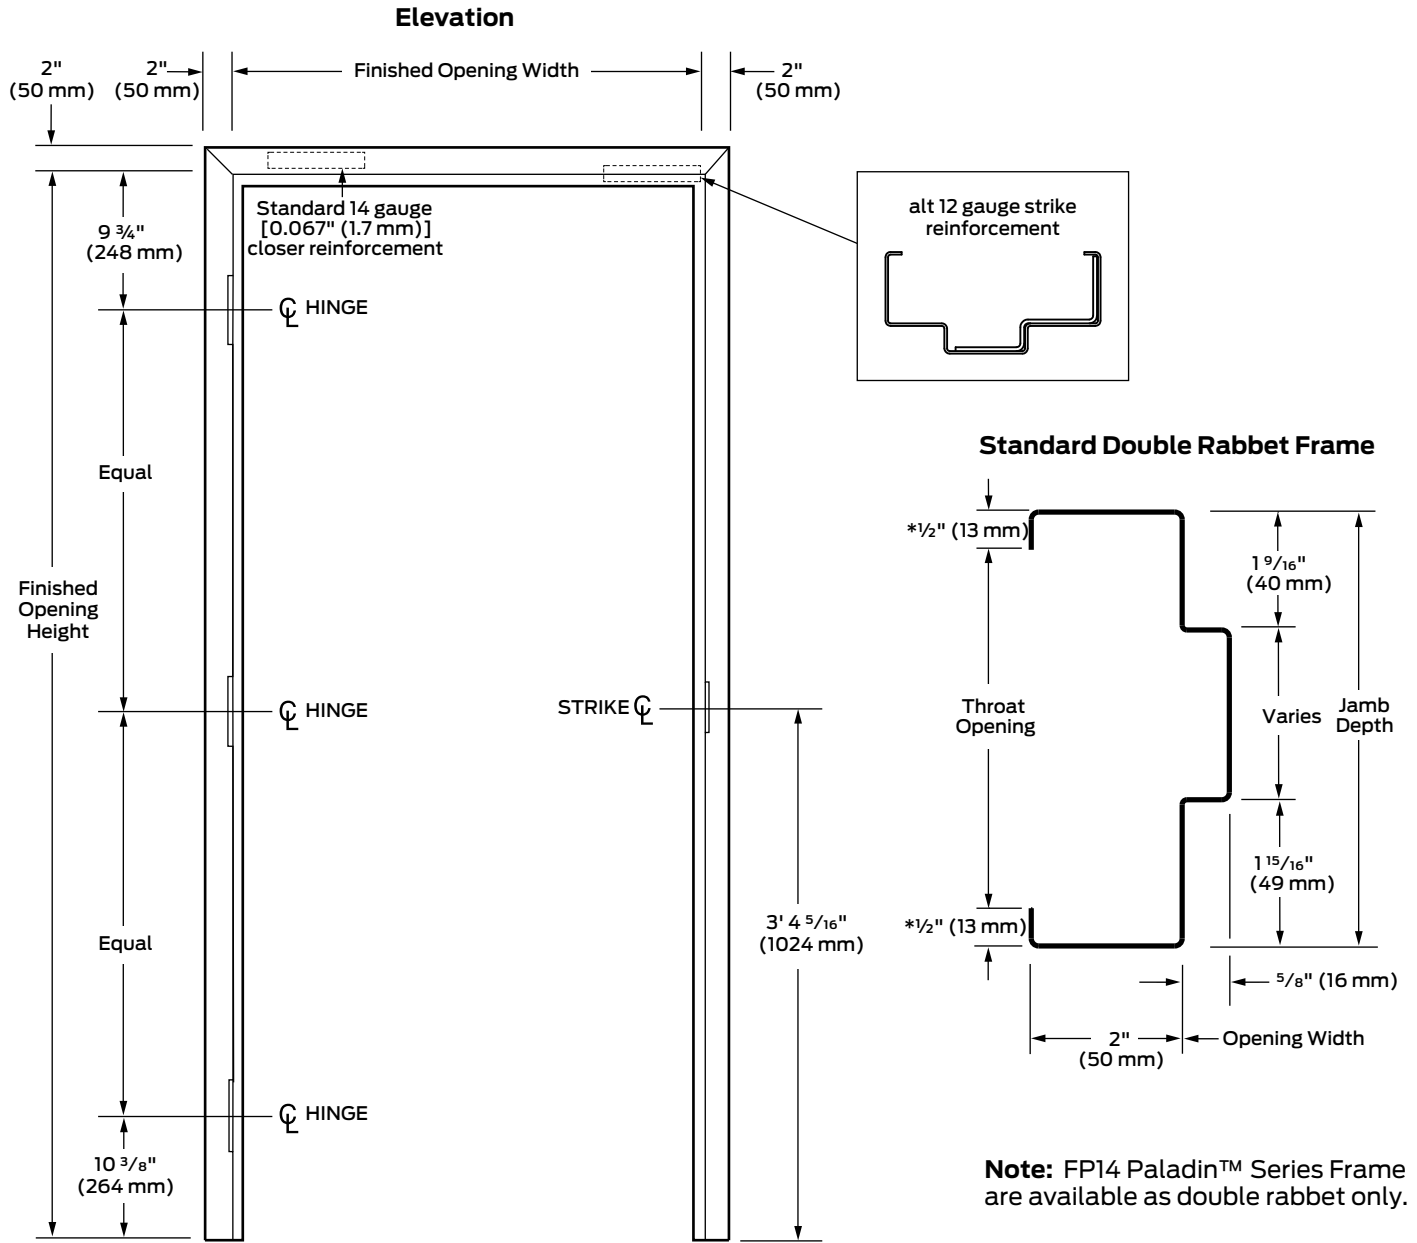 Elevation
2"
(50 mm)
2"
(50 mm)
Finished Opening Width
2"
(50 mm)
9 ¾"
(248 mm)
Standard 14 gauge
[0.067" (1.7 mm)]
closer reinforcement
alt 12 gauge strike
reinforcement
℄ HINGE
Equal
Standard Double Rabbet Frame
*½" (13 mm)
1 9/16"
(40 mm)
Finished
Opening
Height
℄ HINGE
STRIKE ℄
Throat
Opening
Varies
Jamb
Depth
1 15/16"
(49 mm)
Equal
3' 4 5/16"
(1024 mm)
*½" (13 mm)
5/8" (16 mm)
2"
(50 mm)
Opening Width
℄ HINGE
10 3/8"
(264 mm)
Note: FP14 Paladin™ Series Frame
are available as double rabbet only.